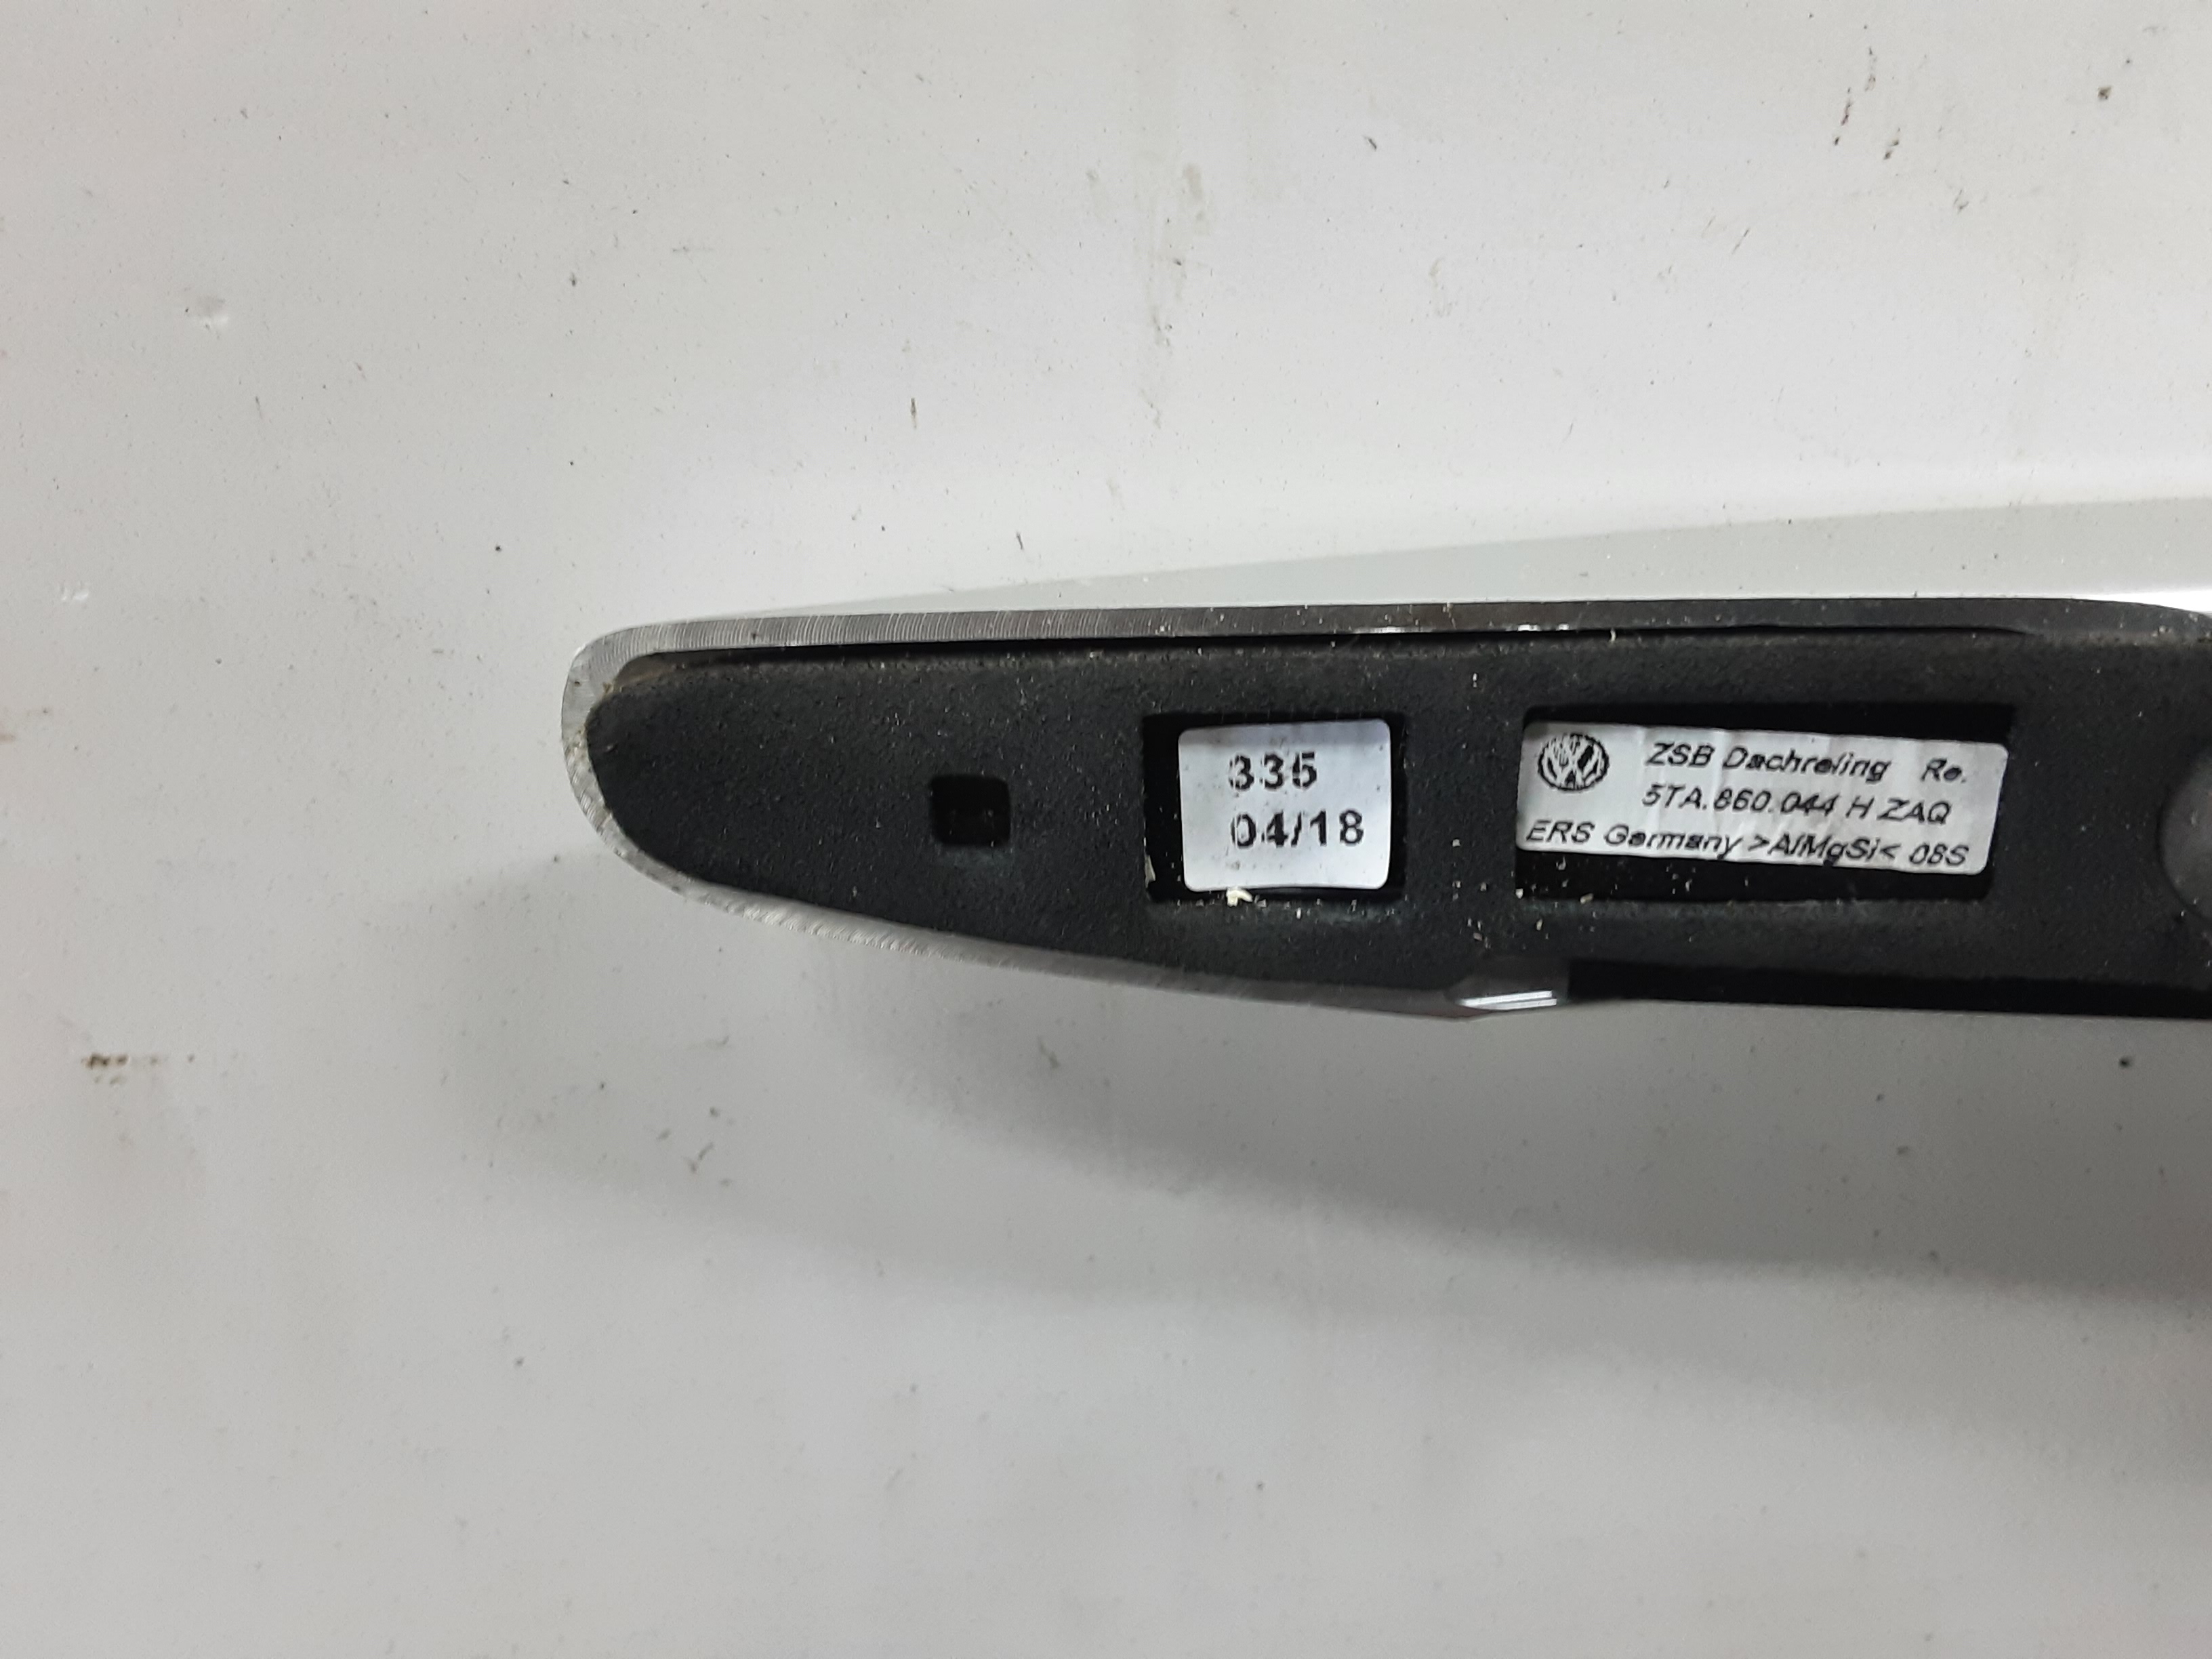 335
04/18
ZSB Dachreling Re.
5TA.860.044 H ZAQ
ERS Germany >AlMgSi< 08S